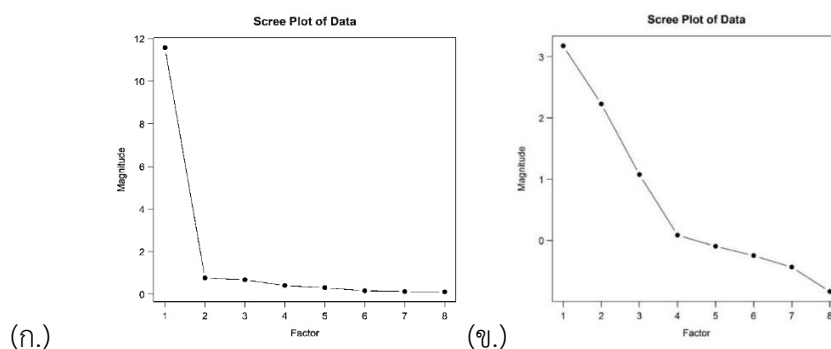 Scree Plot of Data
12
10
8
6
4
2
0
Magnitude
1 2 3 4 5 6 7 8
Factor
(ก.)
Scree Plot of Data
3
2
1
0
Magnitude
1 2 3 4 5 6 7 8
Factor
(ข.)